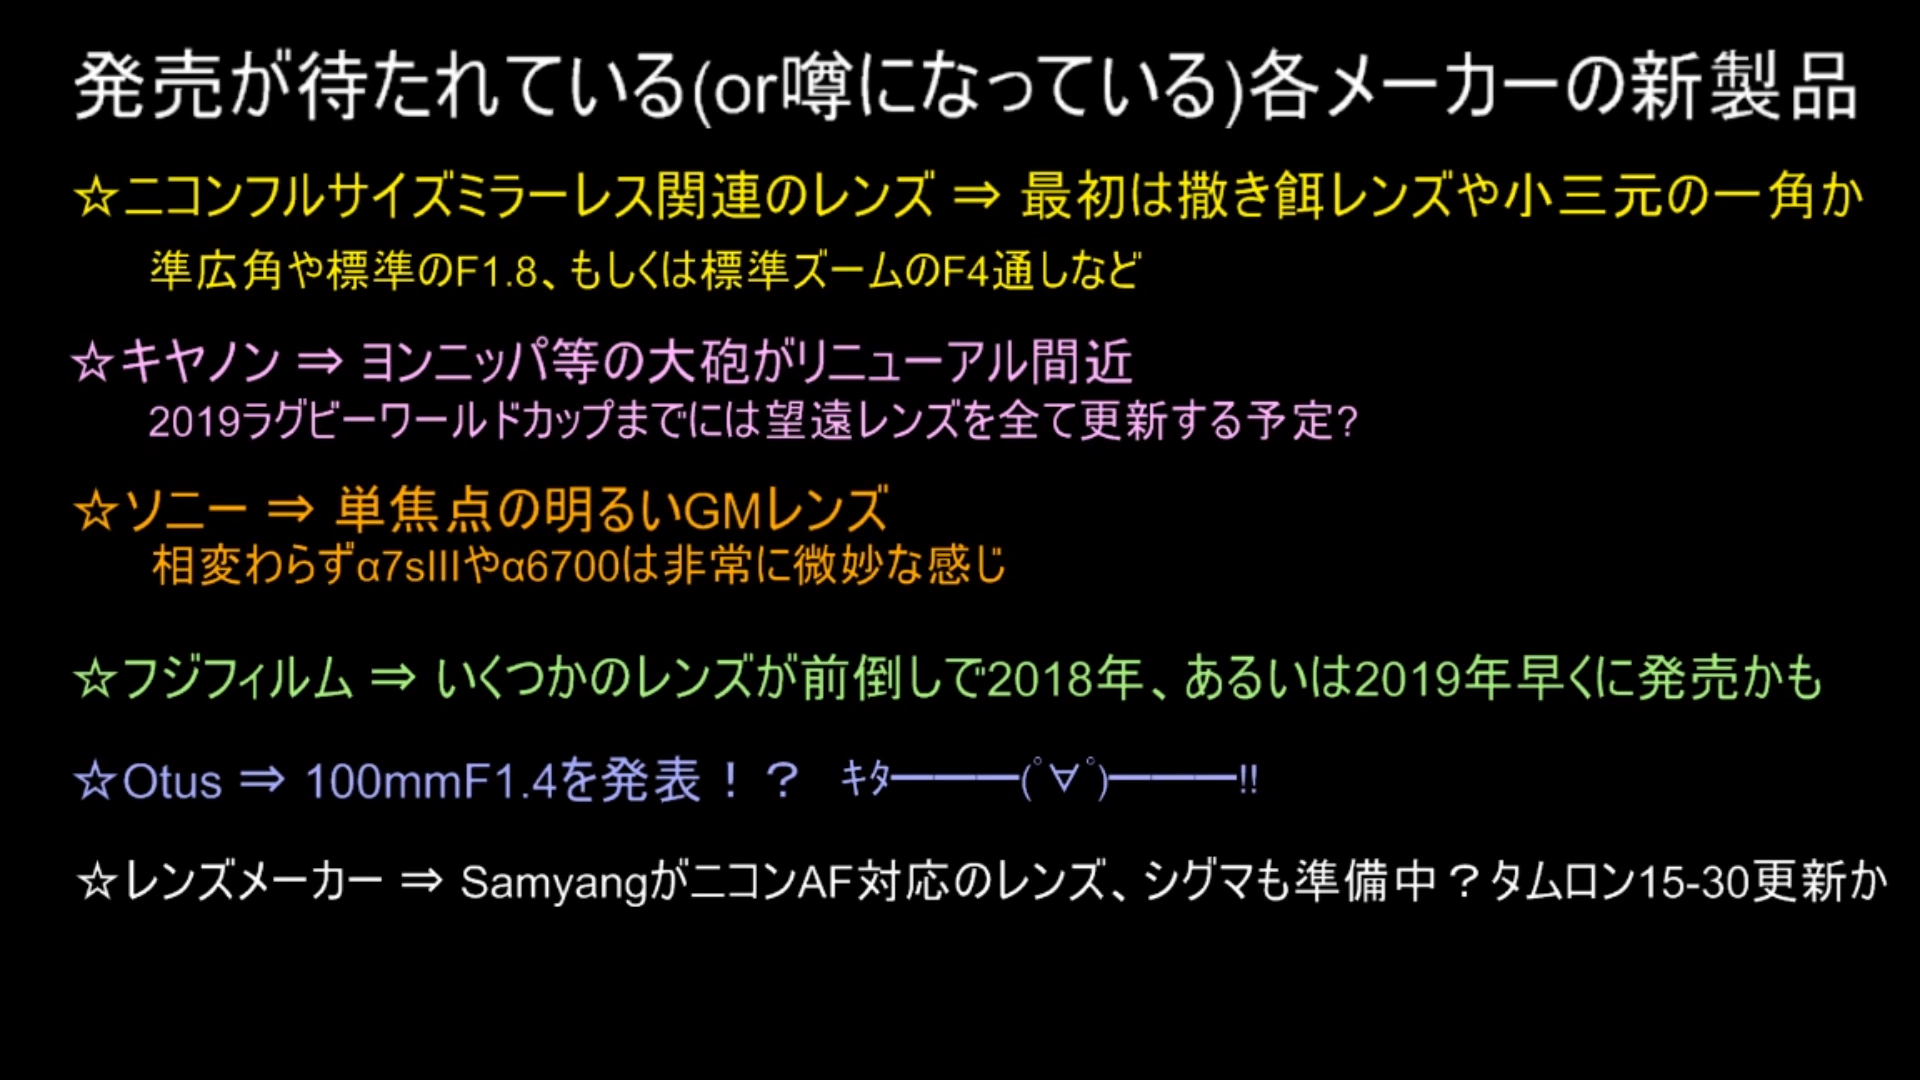 発売が待たれている(or噂になっている)各メーカーの新製品
☆ニコンフルサイズミラーレス関連のレンズ ⇒ 最初は撒き餌レンズや小三元の一角か
準広角や標準のF1.8、もしくは標準ズームのF4通しなど
☆キヤノン ⇒ ヨンニッパ等の大砲がリニューアル間近
2019ラグビーワールドカップまでには望遠レンズを全て更新する予定?
☆ソニー ⇒ 単焦点の明るいGMレンズ
相変わらずα7sIIIやα6700は非常に微妙な感じ
☆フジフィルム ⇒ いくつかのレンズが前倒しで2018年、あるいは2019年早くに発売かも
☆Otus ⇒ 100mmF1.4を発表！？ ｷﾀ━━━(ﾟ∀ﾟ)━━━!!
☆レンズメーカー ⇒ SamyangがニコンAF対応のレンズ、シグマも準備中？タムロン15-30更新か